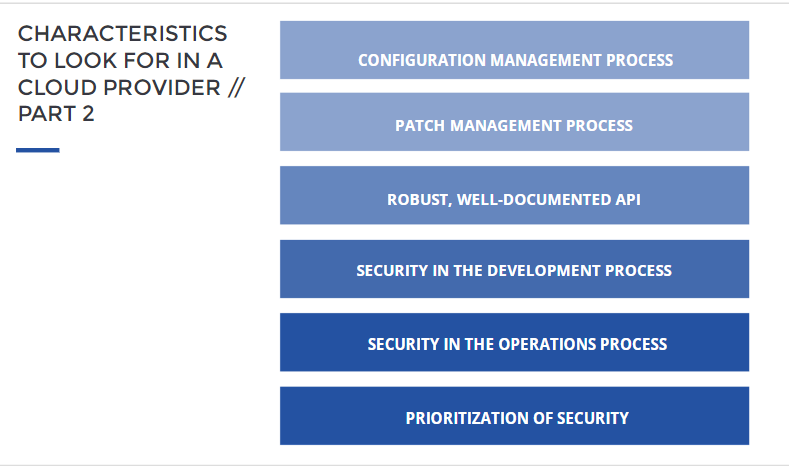 CHARACTERISTICS
TO LOOK FOR IN A
CLOUD PROVIDER //
PART 2
CONFIGURATION MANAGEMENT PROCESS
PATCH MANAGEMENT PROCESS
ROBUST, WELL-DOCUMENTED API
SECURITY IN THE DEVELOPMENT PROCESS
SECURITY IN THE OPERATIONS PROCESS
PRIORITIZATION OF SECURITY